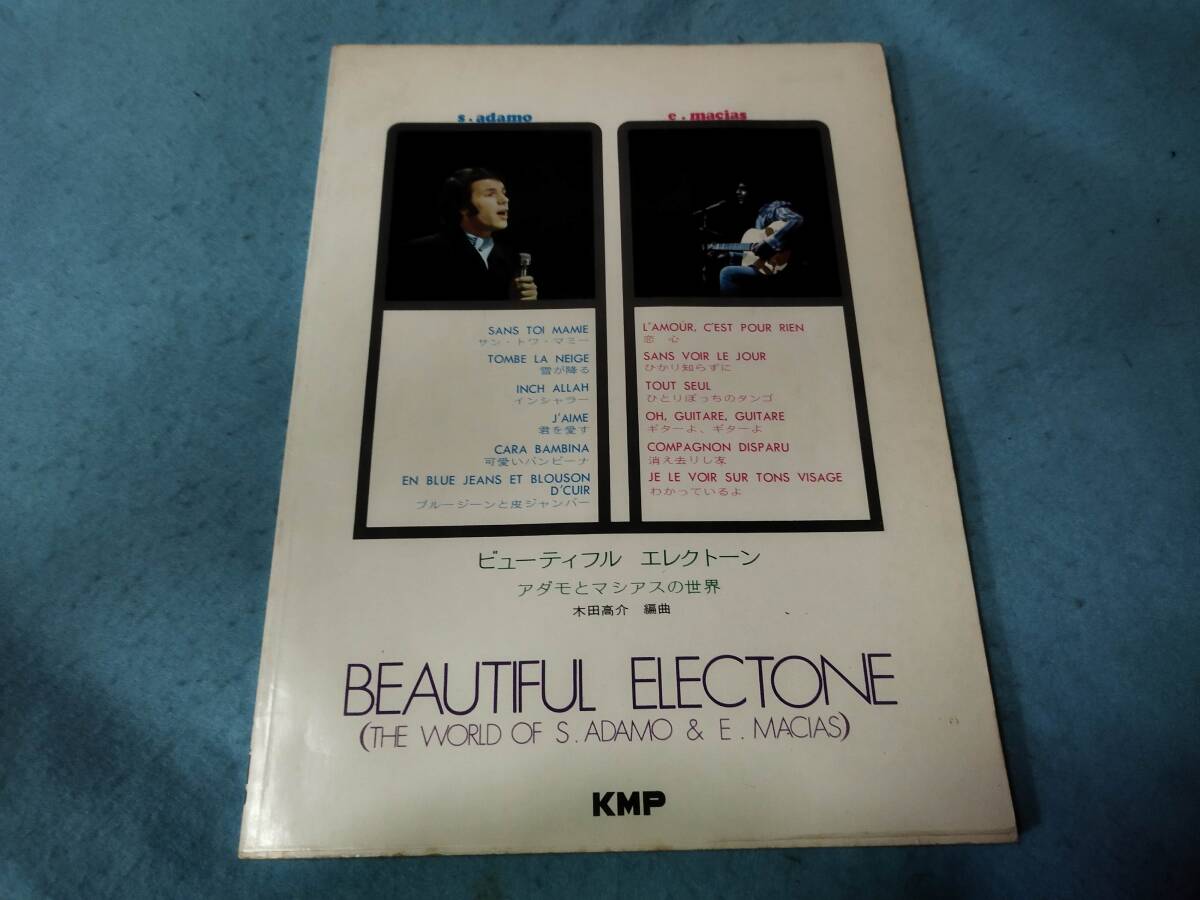 s. adamo
SANS TOI MAMIE
サン・トワ・マミー
TOMBE LA NEIGE
雪が降る
INCH ALLAH
インシャラー
J'AIME
君を愛す
CARA BAMBINA
可愛いバンビーナ
EN BLUE JEANS ET BLOUSON
D'CUIR
ブルージーンと皮ジャンパー
e. macias
L'AMOUR, C'EST POUR RIEN
恋 心
SANS VOIR LE JOUR
ひかり知らずに
TOUT SEUL
ひとりぼっちのタンゴ
OH, GUITARE, GUITARE
ギターよ、ギターよ
COMPAGNON DISPARU
消え去りし友
JE LE VOIR SUR TONS VISAGE
わかっているよ
ビューティフル エレクトーン
アダモとマシアスの世界
木田高介 編曲
BEAUTIFUL ELECTONE
(THE WORLD OF S. ADAMO & E. MACIAS)
KMP